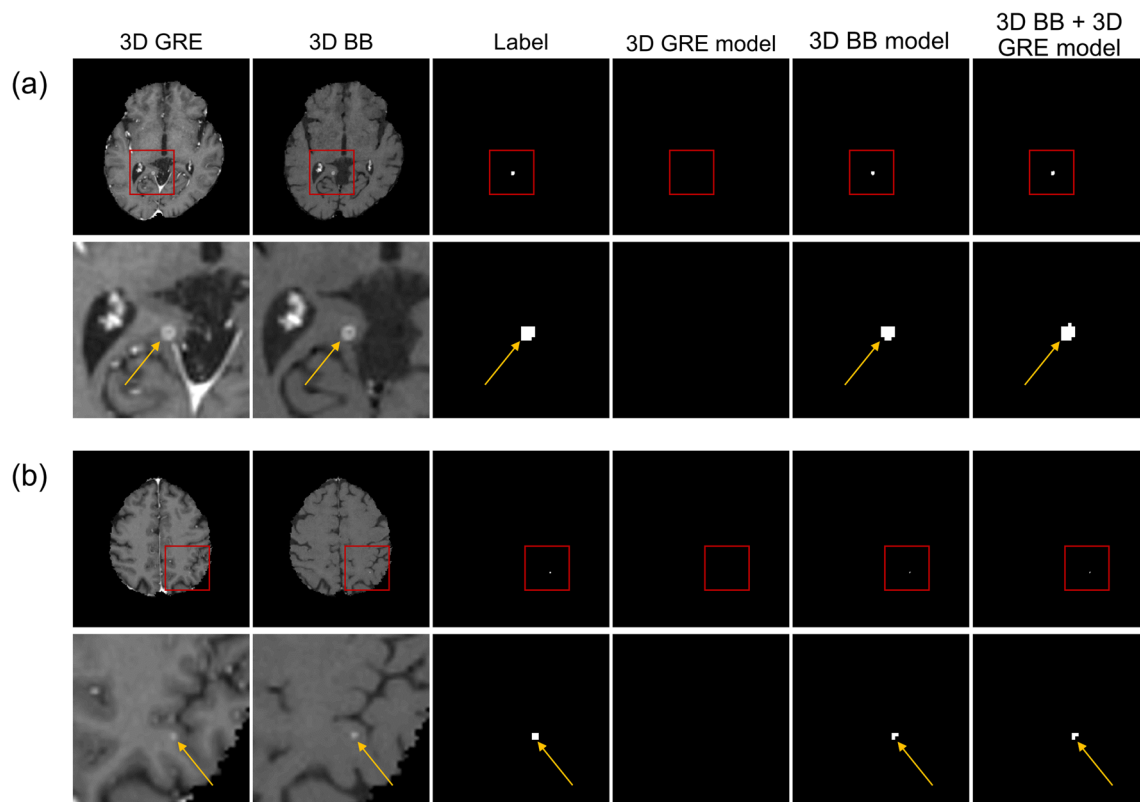 3D GRE
3D BB
Label
3D GRE model
3D BB model
3D BB + 3D
GRE model
(a)
(b)